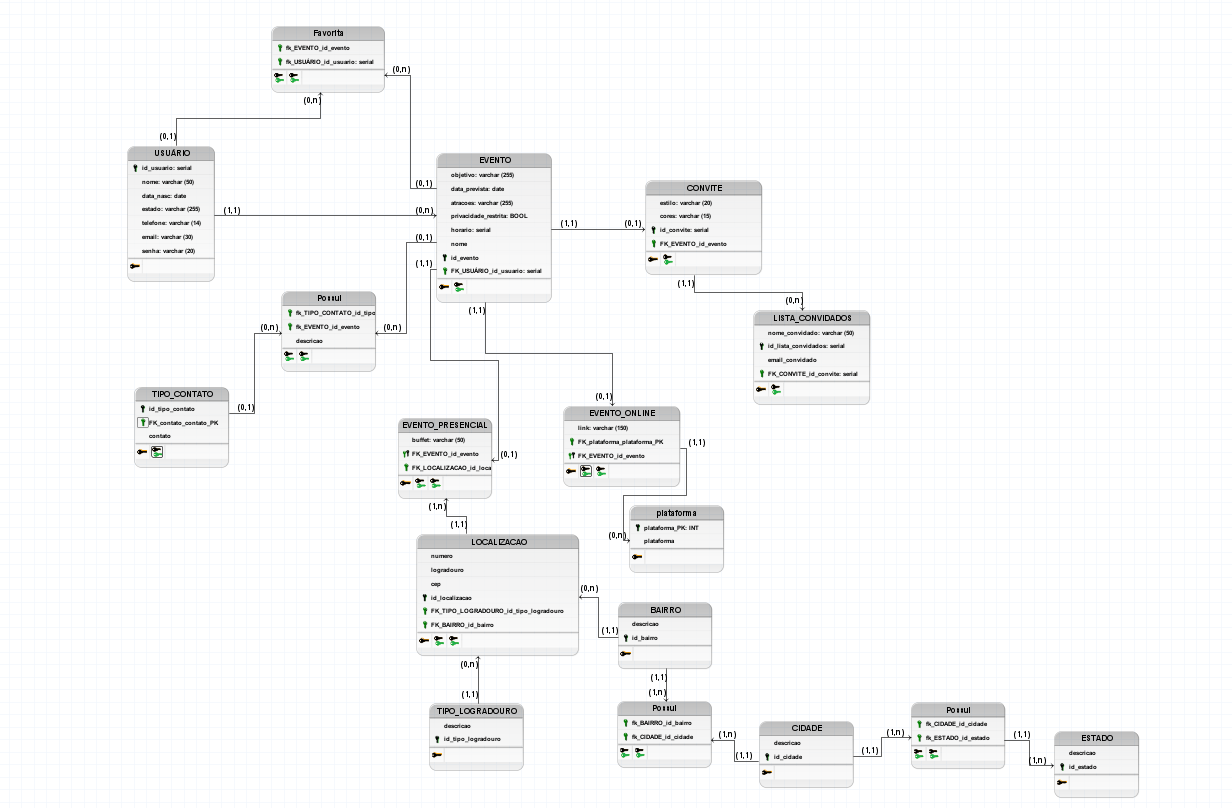 Favorita
fk_EVENTO_id_evento
fk_USUÁRIO_id_usuario: serial
(0,n)
(0,n)
(0,1)
USUÁRIO
id_usuario: serial
nome: varchar (50)
data_nasc: date
estado: varchar (255)
telefone: varchar (14)
email: varchar (30)
senha: varchar (20)
(1,1)
(0,n)
(0,1)
EVENTO
objetivo: varchar (255)
data_prevista: date
atracoes: varchar (255)
privacidade_restrita: BOOL
horario: serial
nome
id_evento
FK_USUÁRIO_id_usuario: serial
(0,1)
(1,1)
(1,1)
(1,1)
(0,1)
CONVITE
estilo: varchar (20)
cores: varchar (15)
id_convite: serial
FK_EVENTO_id_evento
(1,1)
(0,n)
LISTA_CONVIDADOS
nome_convidado: varchar (50)
id_lista_convidados: serial
email_convidado
FK_CONVITE_id_convite: serial
Possui
fk_TIPO_CONTATO_id_tipo
fk_EVENTO_id_evento
descricao
(0,n)
(0,n)
TIPO_CONTATO
id_tipo_contato
FK_contato_contato_PK
contato
(0,1)
EVENTO_PRESENCIAL
buffet: varchar (50)
FK_EVENTO_id_evento
FK_LOCALIZACAO_id_loca
(0,1)
(1,n)
(1,1)
(0,1)
EVENTO_ONLINE
link: varchar (150)
FK_plataforma_plataforma_PK
FK_EVENTO_id_evento
(1,1)
(0,n)
plataforma
plataforma_PK: INT
plataforma
LOCALIZACAO
numero
logradouro
cep
id_localizacao
FK_TIPO_LOGRADOURO_id_tipo_logradouro
FK_BAIRRO_id_bairro
(0,n)
(1,1)
(0,n)
(1,1)
BAIRRO
descricao
id_bairro
(1,1)
(1,n)
TIPO_LOGRADOURO
descricao
id_tipo_logradouro
Possui
fk_BAIRRO_id_bairro
fk_CIDADE_id_cidade
(1,n)
(1,1)
CIDADE
descricao
id_cidade
(1,1)
(1,n)
Possui
fk_CIDADE_id_cidade
fk_ESTADO_id_estado
(1,1)
(1,n)
ESTADO
descricao
id_estado